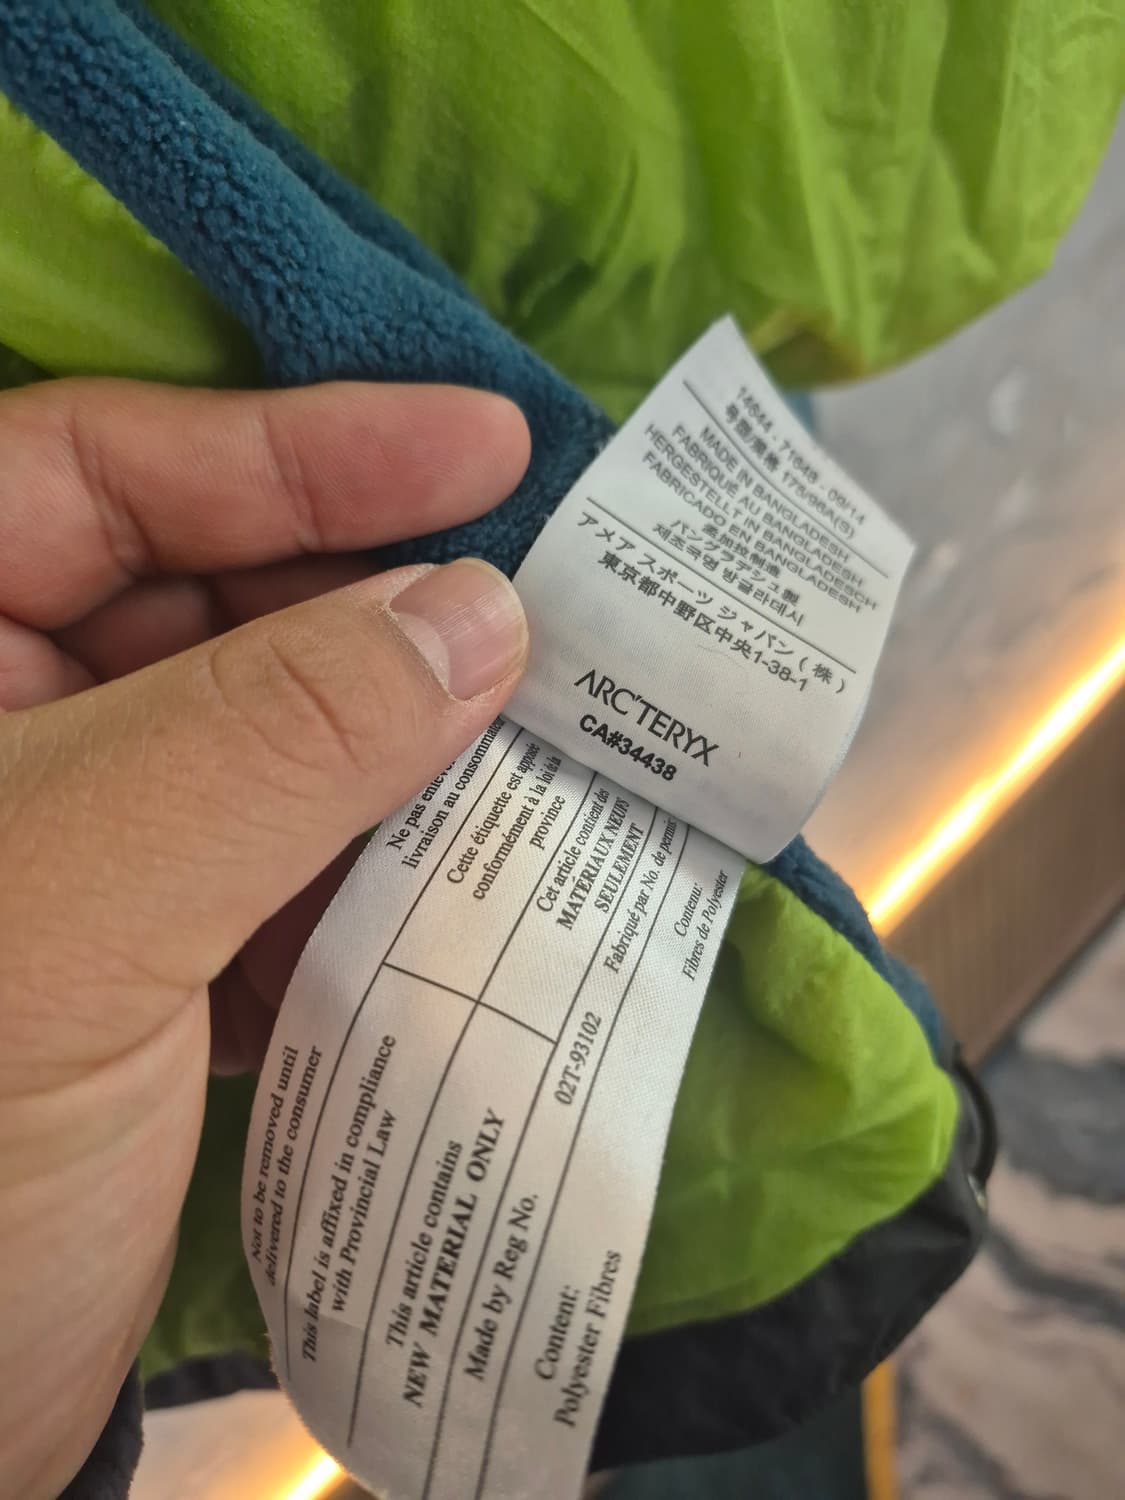 14644 - 71648 - 09/14
号型/規格 175/96A(S)
MADE IN BANGLADESH
FABRIQUÉ AU BANGLADESH
HERGESTELLT IN BANGLADESCH
FABRICADO EN BANGLADESH
孟加拉制造
バングラデシュ製
제조국명 방글라데시
アメア スポーツ ジャパン ( 株 )
東京都中野区中央1-38-1
ARC'TERYX
CA#34438
Ne pas
livraison au consommateur
Cette étiquette est apposée
conformément à la loi de la
province
Cet article contient des
MATÉRIAUX NEUFS
SEULEMENT
Fabriqué par No. de permis
Contenu:
Fibres de Polyester
02T-93102
Not to be removed until
delivered to the consumer
This label is affixed in compliance
with Provincial Law
This article contains
NEW MATERIAL ONLY
Made by Reg No.
Content:
Polyester Fibres